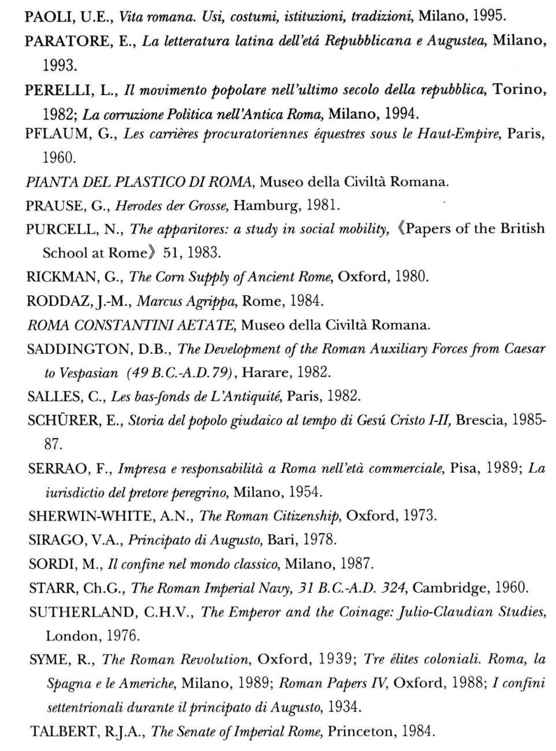 PAOLI, U.E., Vita romana. Usi, costumi, istituzioni, tradizioni, Milano, 1995.
PARATORE, E., La letteratura latina dell'etá Repubblicana e Augustea, Milano,
1993.
PERELLI, L., Il movimento popolare nell'ultimo secolo della repubblica, Torino,
1982; La corruzione Politica nell'Antica Roma, Milano, 1994.
PFLAUM, G., Les carrières procuratoriennes équestres sous le Haut-Empire, Paris,
1960.
PIANTA DEL PLASTICO DI ROMA, Museo della Civiltà Romana.
PRAUSE, G., Herodes der Grosse, Hamburg, 1981.
PURCELL, N., The apparitores: a study in social mobility, 《Papers of the British
School at Rome》 51, 1983.
RICKMAN, G., The Corn Supply of Ancient Rome, Oxford, 1980.
RODDAZ, J.-M., Marcus Agrippa, Rome, 1984.
ROMA CONSTANTINI AETATE, Museo della Civiltà Romana.
SADDINGTON, D.B., The Development of the Roman Auxiliary Forces from Caesar
to Vespasian (49 B.C.-A.D. 79), Harare, 1982.
SALLES, C., Les bas-fonds de L'Antiquité, Paris, 1982.
SCHÜRER, E., Storia del popolo giudaico al tempo di Gesú Cristo I-II, Brescia, 1985-
87.
SERRAO, F., Impresa e responsabilità a Roma nell'età commerciale, Pisa, 1989; La
iurisdictio del pretore peregrino, Milano, 1954.
SHERWIN-WHITE, A.N., The Roman Citizenship, Oxford, 1973.
SIRAGO, V.A., Principato di Augusto, Bari, 1978.
SORDI, M., Il confine nel mondo classico, Milano, 1987.
STARR, Ch.G., The Roman Imperial Navy, 31 B.C.-A.D. 324, Cambridge, 1960.
SUTHERLAND, C.H.V., The Emperor and the Coinage: Julio-Claudian Studies,
London, 1976.
SYME, R., The Roman Revolution, Oxford, 1939; Tre élites coloniali. Roma, la
Spagna e le Americhe, Milano, 1989; Roman Papers IV, Oxford, 1988; I confini
settentrionali durante il principato di Augusto, 1934.
TALBERT, R.J.A., The Senate of Imperial Rome, Princeton, 1984.